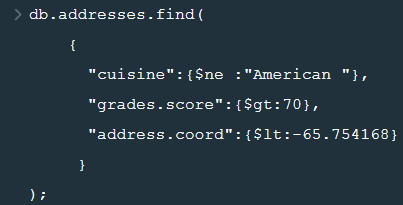 > db.addresses.find(
{
"cuisine":{$ne :"American "},
"grades.score":{$gt:70},
"address.coord":{$lt:-65.754168}
}
);